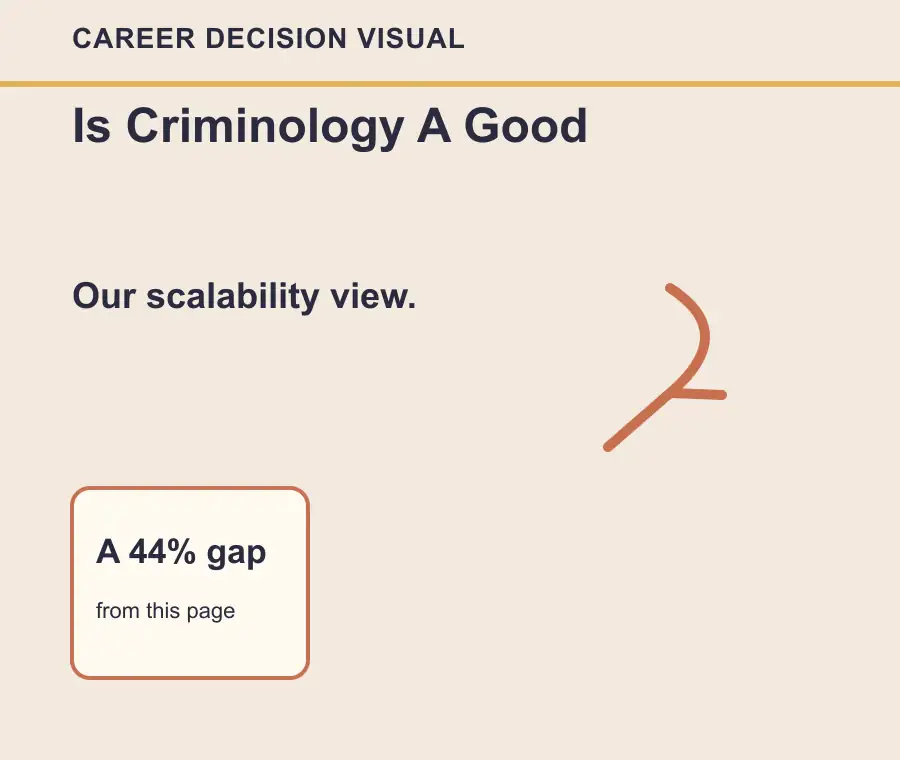 CAREER DECISION VISUAL
Is Criminology A Good
Our scalability view.
A 44% gap
from this page